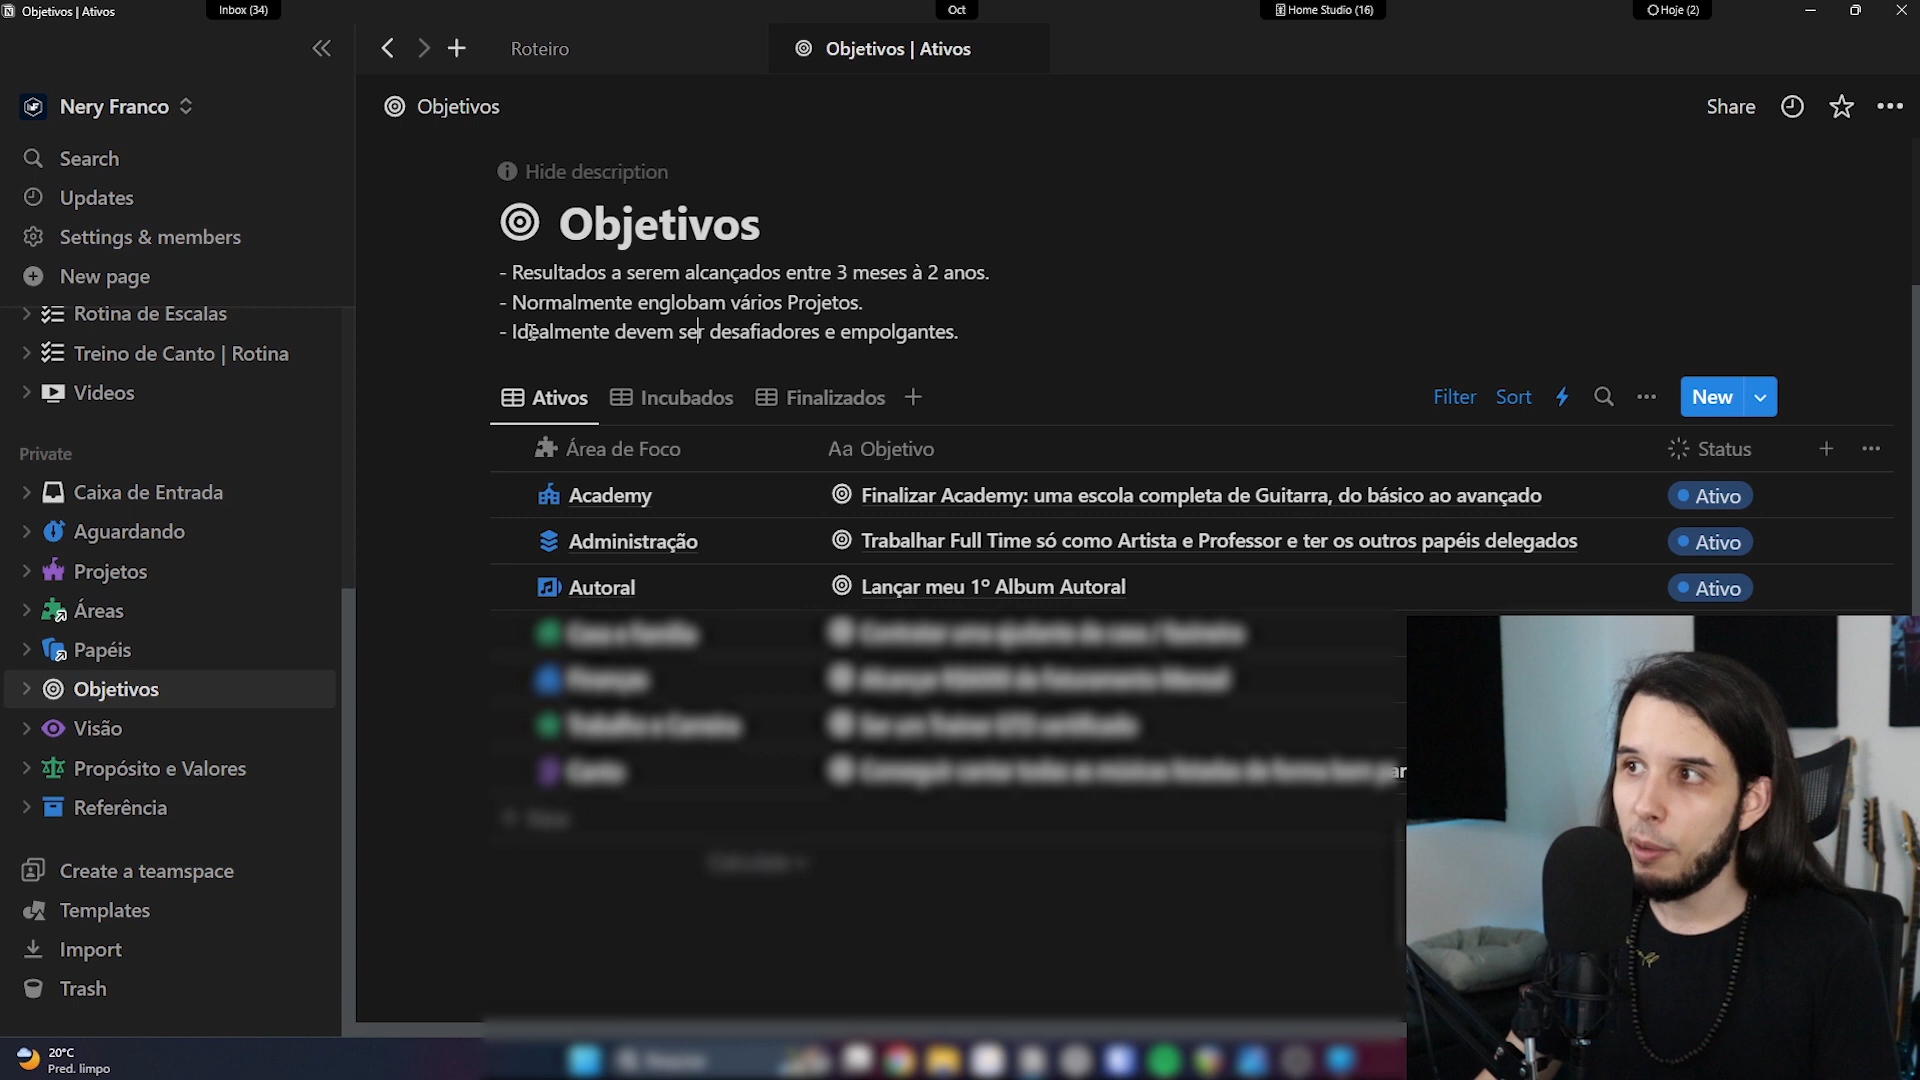 Objetivos | Ativos
Inbox (34)
Oct
Home Studio (16)
Hoje (2)
Roteiro
Objetivos | Ativos
Nery Franco
Objetivos
Share
Search
Updates
Settings & members
New page
Rotina de Escalas
Treino de Canto | Rotina
Videos
Private
Caixa de Entrada
Aguardando
Projetos
Áreas
Papéis
Objetivos
Visão
Propósito e Valores
Referência
Create a teamspace
Templates
Import
Trash
Hide description
Objetivos
- Resultados a serem alcançados entre 3 meses à 2 anos.
- Normalmente englobam vários Projetos.
- Idealmente devem ser desafiadores e empolgantes.
Ativos
Incubados
Finalizados
Filter
Sort
New
Área de Foco
Aa Objetivo
Status
Academy
Finalizar Academy: uma escola completa de Guitarra, do básico ao avançado
Ativo
Administração
Trabalhar Full Time só como Artista e Professor e ter os outros papéis delegados
Ativo
Autoral
Lançar meu 1º Album Autoral
Ativo
20°C
Pred. limpo